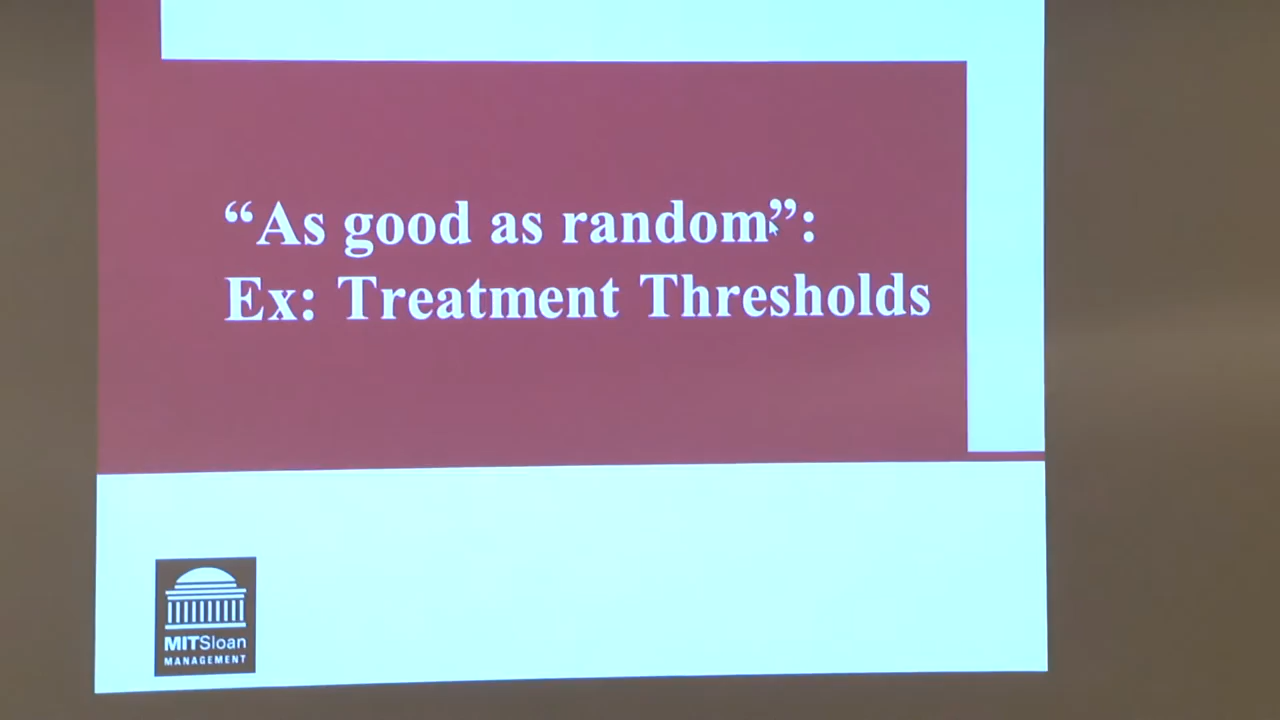 “As good as random”:
Ex: Treatment Thresholds
MITSloan
MANAGEMENT